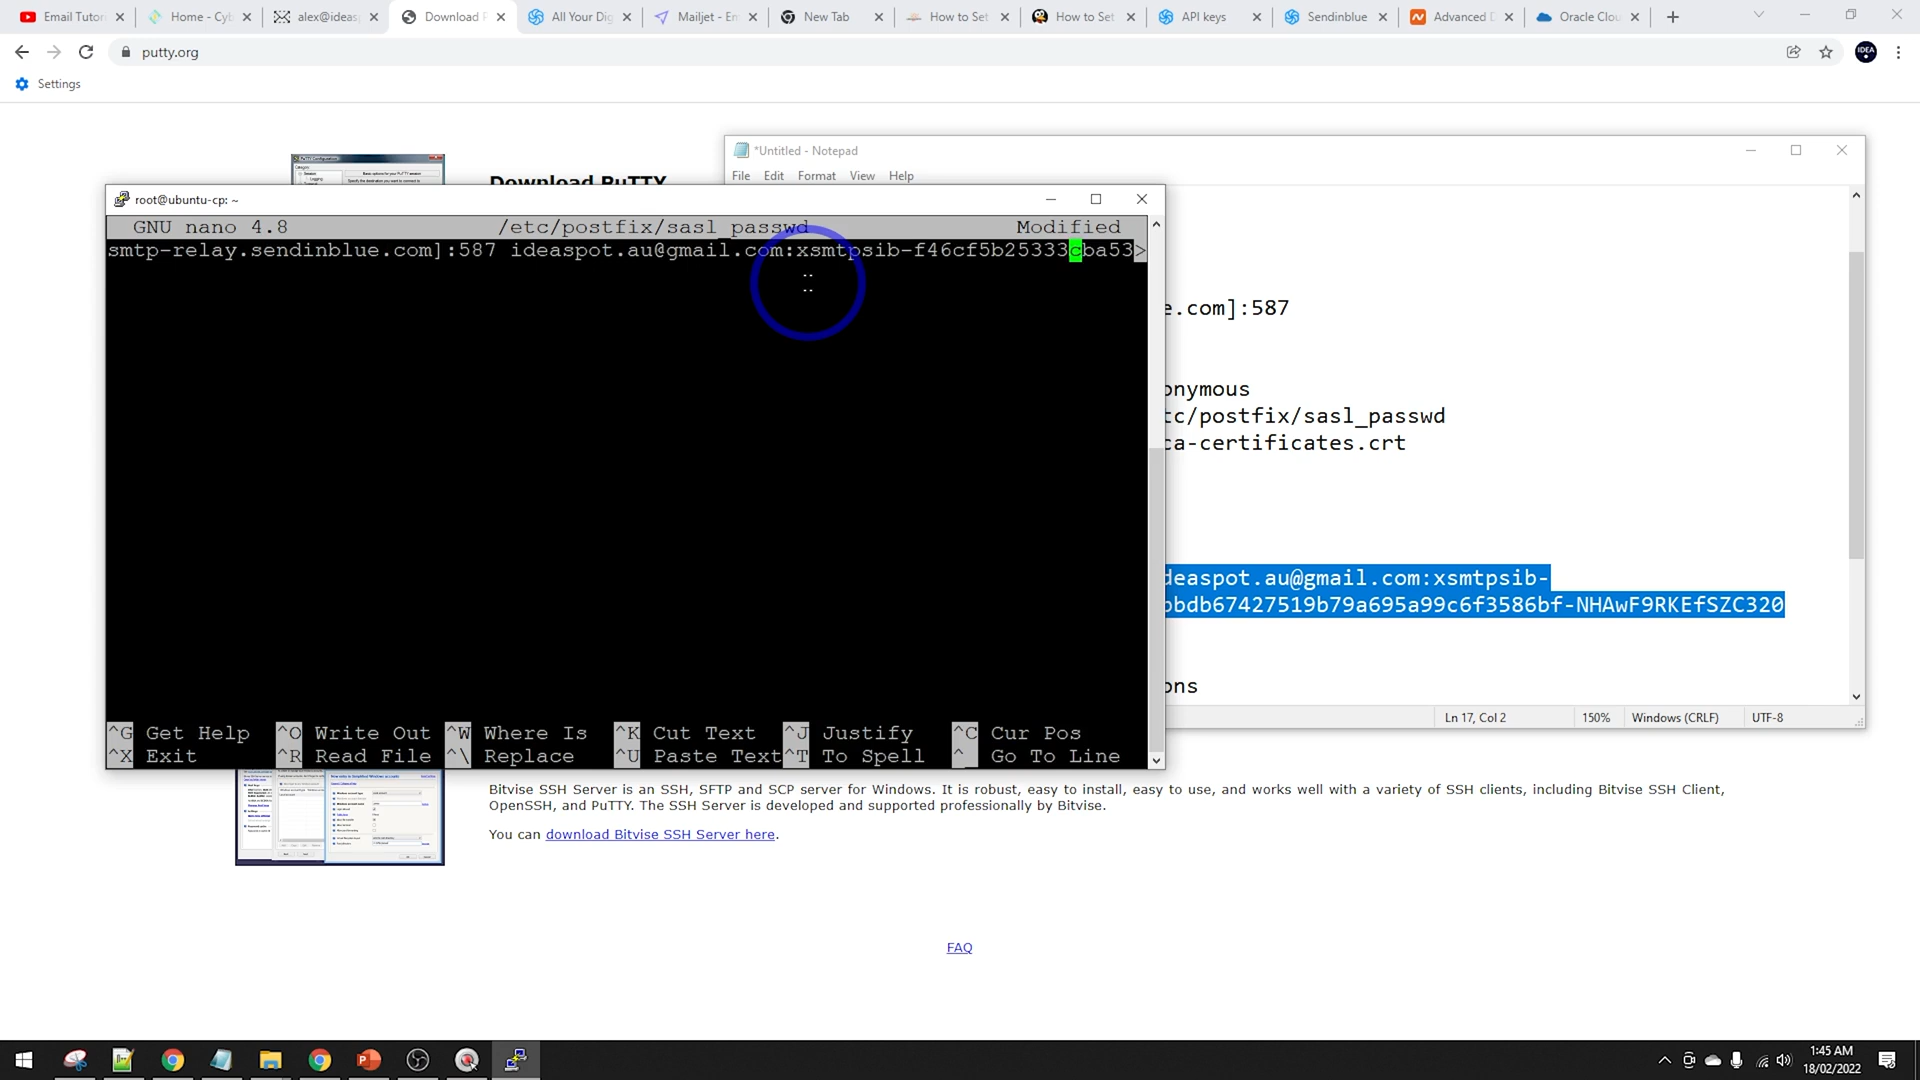 Email Tutor
Home - Cyb
alex@ideas
Download P
All Your Dig
Mailjet - Em
New Tab
How to Set
How to Set
API keys
Sendinblue
Advanced D
Oracle Clou
putty.org
IDEA
Settings
*Untitled - Notepad
File Edit Format View Help
Download PuTTY
root@ubuntu-cp: ~
GNU nano 4.8 /etc/postfix/sasl_passwd Modified
smtp-relay.sendinblue.com]:587 ideaspot.au@gmail.com:xsmtpsib-f46cf5b25333cba53>
e.com]:587
onymous
tc/postfix/sasl_passwd
ca-certificates.crt
deaspot.au@gmail.com:xsmtpsib-
bdb67427519b79a695a99c6f3586bf-NHAwF9RKEfSZC320
ons
Ln 17, Col 2 150% Windows (CRLF) UTF-8
^G Get Help ^O Write Out ^W Where Is ^K Cut Text ^J Justify ^C Cur Pos
^X Exit ^R Read File ^\ Replace ^U Paste Text ^T To Spell ^_ Go To Line
Bitvise SSH Server is an SSH, SFTP and SCP server for Windows. It is robust, easy to install, easy to use, and works well with a variety of SSH clients, including Bitvise SSH Client,
OpenSSH, and PuTTY. The SSH Server is developed and supported professionally by Bitvise.
You can download Bitvise SSH Server here.
FAQ
1:45 AM
18/02/2022